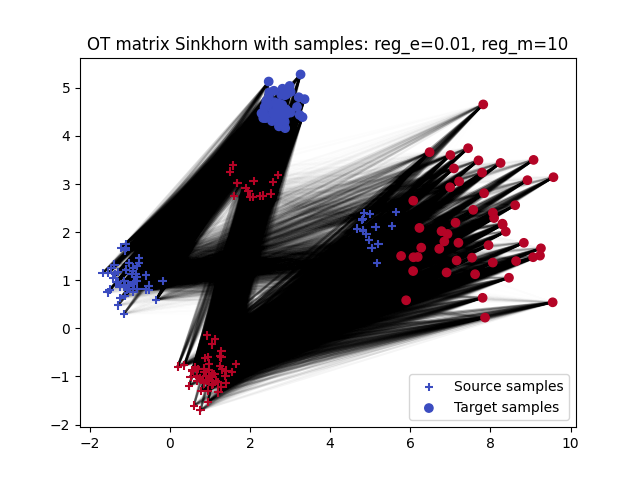 OT matrix Sinkhorn with samples: reg_e=0.01, reg_m=10
5
4
3
2
1
0
−1
−2
−2 0 2 4 6 8 10
Source samples
Target samples